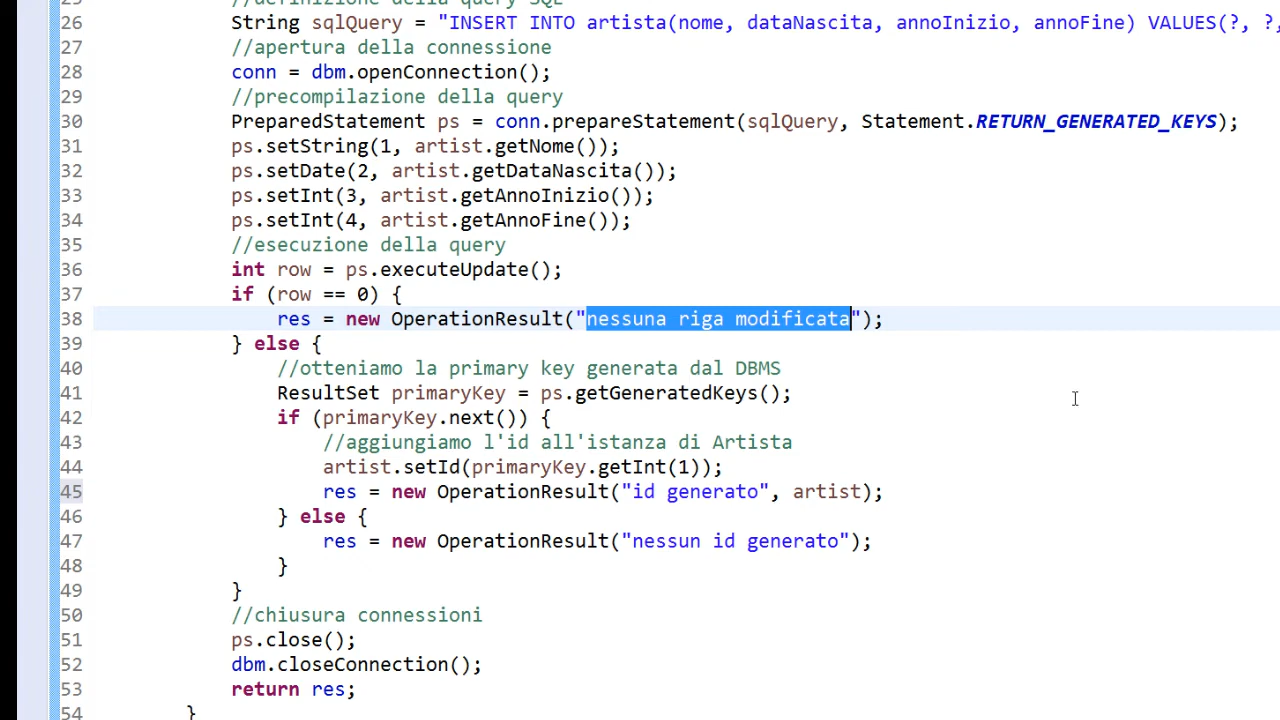 25 //definizione della query SQL
26 String sqlQuery = "INSERT INTO artista(nome, dataNascita, annoInizio, annoFine) VALUES(?, ?,
27 //apertura della connessione
28 conn = dbm.openConnection();
29 //precompilazione della query
30 PreparedStatement ps = conn.prepareStatement(sqlQuery, Statement.RETURN_GENERATED_KEYS);
31 ps.setString(1, artist.getNome());
32 ps.setDate(2, artist.getDataNascita());
33 ps.setInt(3, artist.getAnnoInizio());
34 ps.setInt(4, artist.getAnnoFine());
35 //esecuzione della query
36 int row = ps.executeUpdate();
37 if (row == 0) {
38 res = new OperationResult("nessuna riga modificata");
39 } else {
40 //otteniamo la primary key generata dal DBMS
41 ResultSet primaryKey = ps.getGeneratedKeys();
42 if (primaryKey.next()) {
43 //aggiungiamo l'id all'istanza di Artista
44 artist.setId(primaryKey.getInt(1));
45 res = new OperationResult("id generato", artist);
46 } else {
47 res = new OperationResult("nessun id generato");
48 }
49 }
50 //chiusura connessioni
51 ps.close();
52 dbm.closeConnection();
53 return res;
54 }